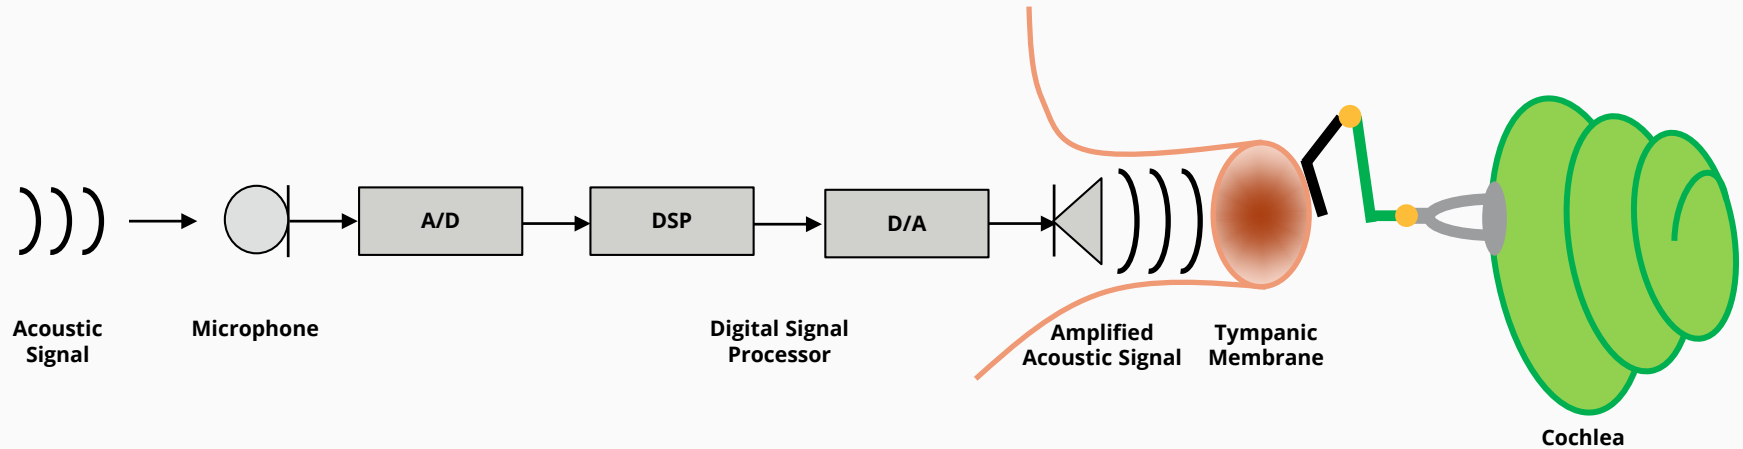 A/D
DSP
D/A
Acoustic
Signal
Microphone
Digital Signal
Processor
Amplified
Acoustic Signal
Tympanic
Membrane
Cochlea